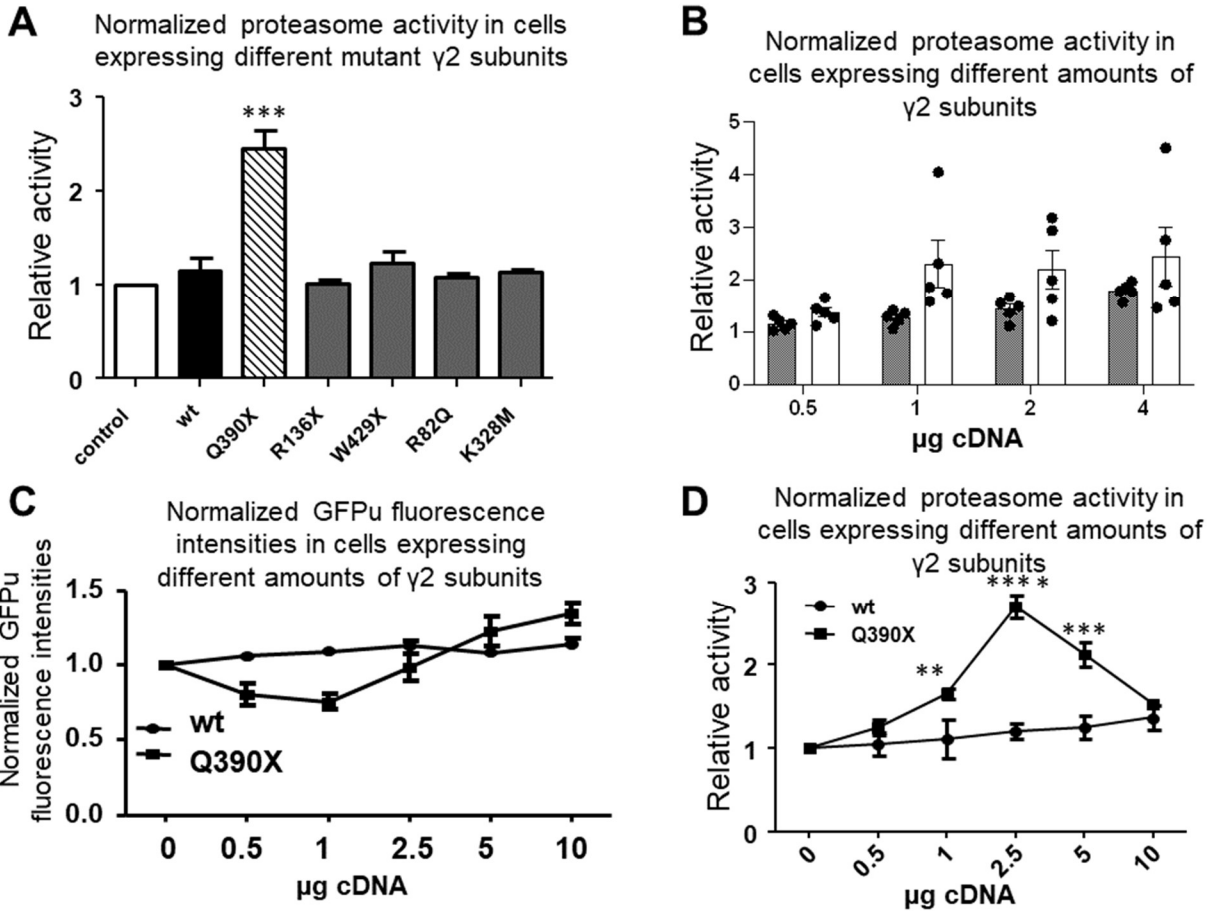 A
Normalized proteasome activity in cells
expressing different mutant γ2 subunits
Relative activity
3
2
1
0
***
control
wt
Q390X
R136X
W429X
R82Q
K328M
B
Normalized proteasome activity in
cells expressing different amounts of
γ2 subunits
Relative activity
5
4
3
2
1
0
0.5
1
2
4
µg cDNA
C
Normalized GFPu fluorescence
intensities in cells expressing
different amounts of γ2 subunits
Normalized GFPu
fluorescence intensities
1.5
1.0
0.5
0.0
wt
Q390X
0
0.5
1
2.5
5
10
µg cDNA
D
Normalized proteasome activity in
cells expressing different amounts of
γ2 subunits
Relative activity
3
2
1
0
wt
Q390X
**
*****
***
0
0.5
1
2.5
5
10
µg cDNA